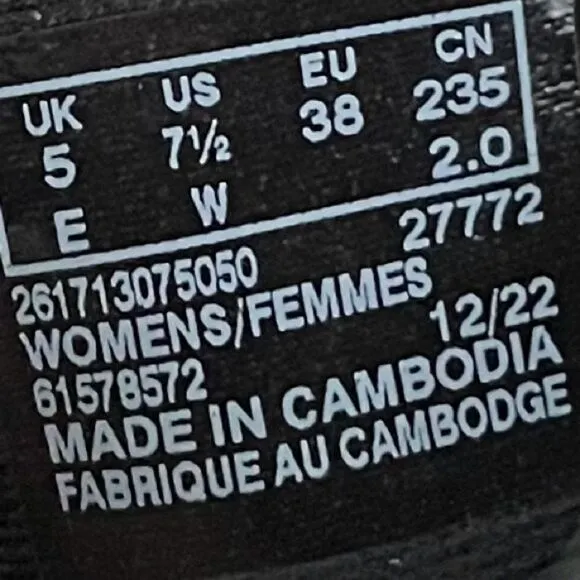 UK US EU CN
5 7½ 38 235
E W 2.0
261713075050 27772
WOMENS/FEMMES
61578572 12/22
MADE IN CAMBODIA
FABRIQUE AU CAMBODGE